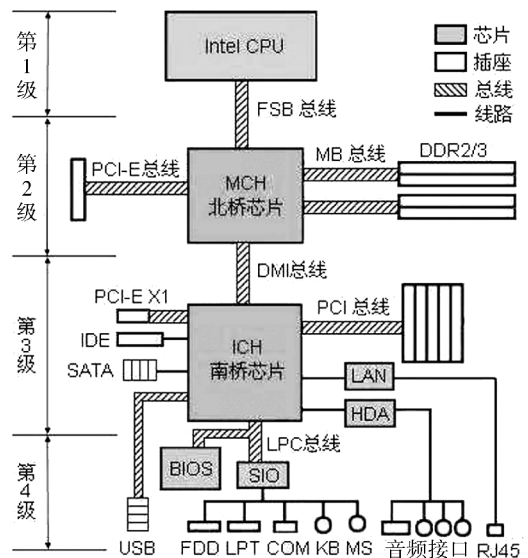 第1级
Intel CPU
芯片
插座
总线
线路
FSB 总线
第2级
PCI-E总线
MCH
北桥芯片
MB 总线
DDR2/3
DMI总线
第3级
PCI-E X1
IDE
SATA
ICH
南桥芯片
PCI 总线
LAN
HDA
第4级
LPC总线
BIOS
SIO
USB
FDD LPT COM KB MS 音频接口 RJ45